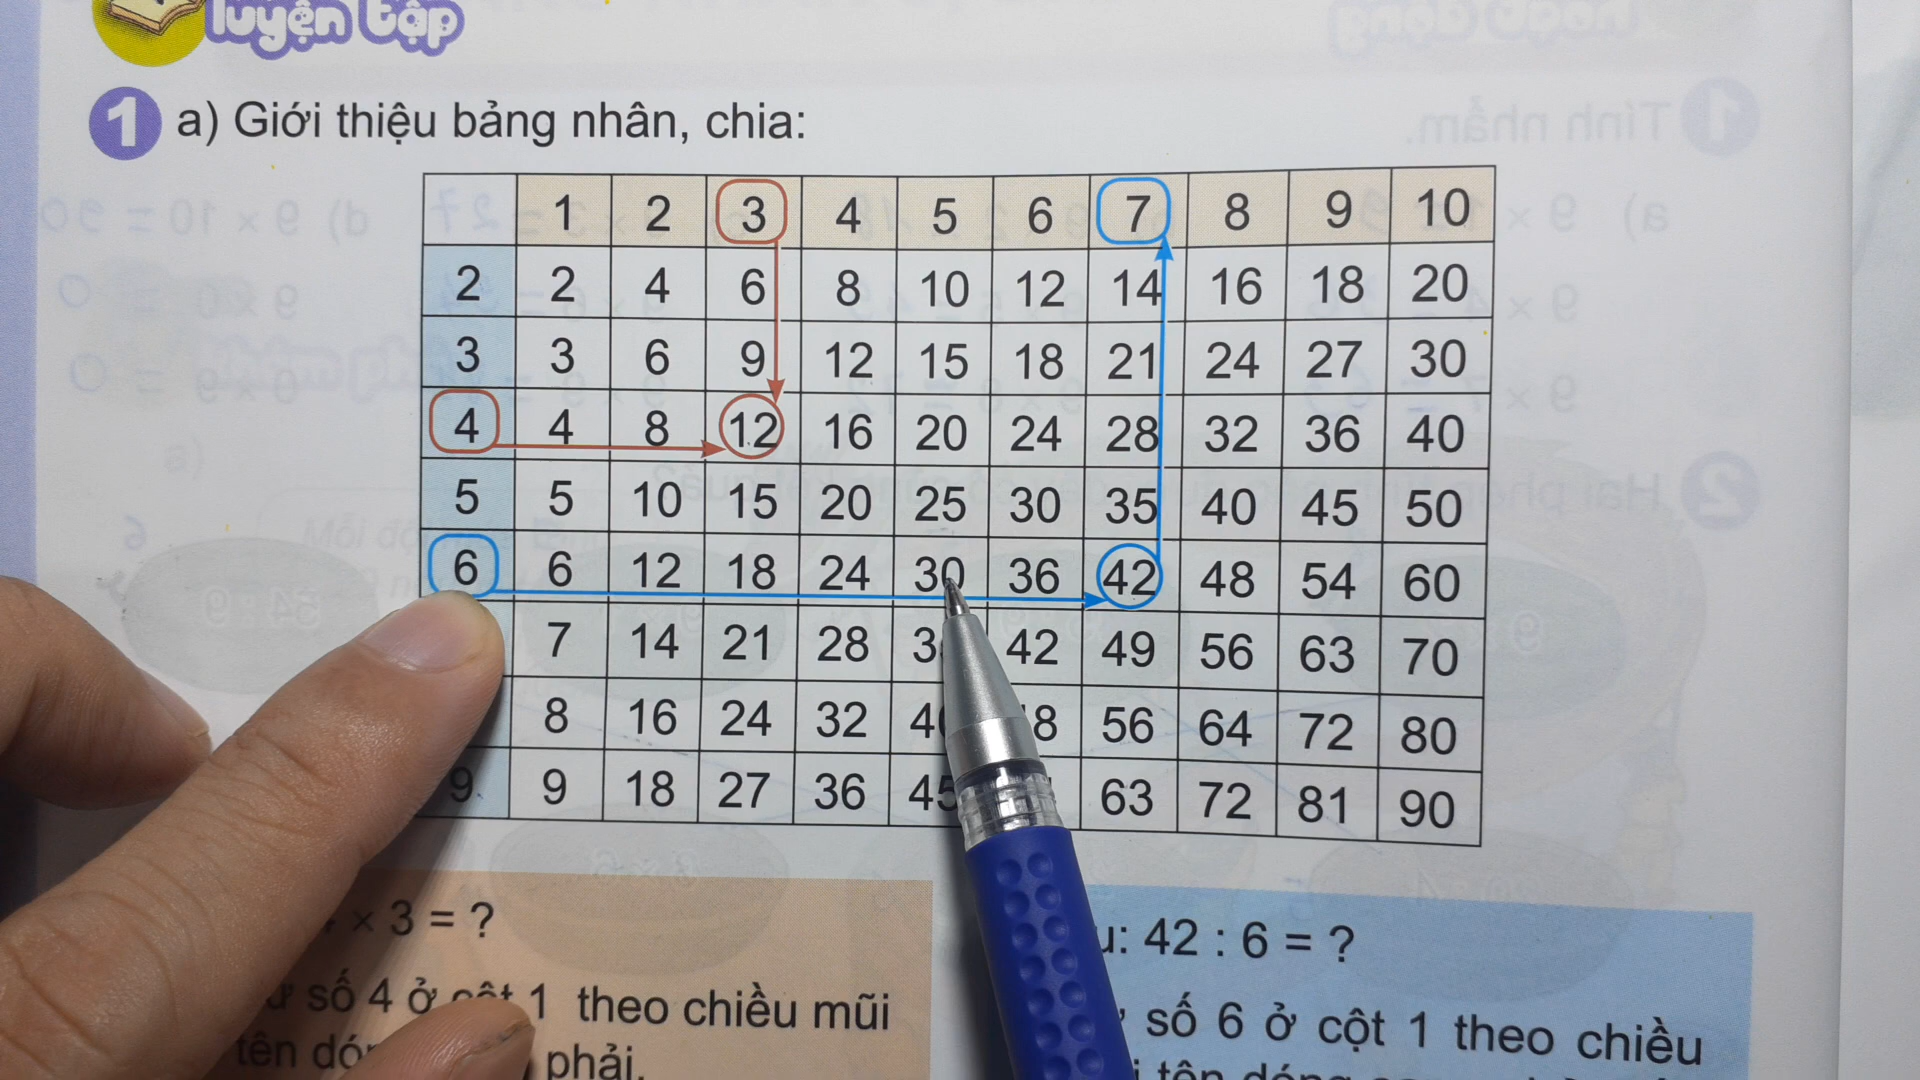 Luyện tập
1 a) Giới thiệu bảng nhân, chia:
1 2 3 4 5 6 7 8 9 10
2 2 4 6 8 10 12 14 16 18 20
3 3 6 9 12 15 18 21 24 27 30
4 4 8 12 16 20 24 28 32 36 40
5 5 10 15 20 25 30 35 40 45 50
6 6 12 18 24 30 36 42 48 54 60
7 14 21 28 42 49 56 63 70
8 16 24 32 56 64 72 80
9 9 18 27 36 45 63 72 81 90
× 3 = ?
số 4 ở cột 1 theo chiều mũi
tên phải.
42 : 6 = ?
số 6 ở cột 1 theo chiều